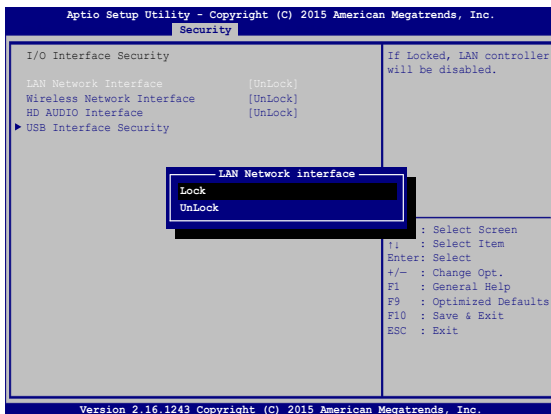 Aptio Setup Utility - Copyright (C) 2015 American Megatrends, Inc.
Security
I/O Interface Security
LAN Network Interface [UnLock]
Wireless Network Interface [UnLock]
HD AUDIO Interface [UnLock]
USB Interface Security
If Locked, LAN controller
will be disabled.
LAN Network interface
Lock
UnLock
: Select Screen
↑↓ : Select Item
Enter: Select
+/— : Change Opt.
F1 : General Help
F9 : Optimized Defaults
F10 : Save & Exit
ESC : Exit
Version 2.16.1243 Copyright (C) 2015 American Megatrends, Inc.